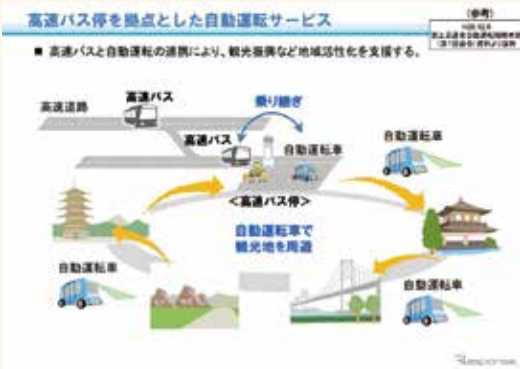 高速バス停を拠点とした自動運転サービス
(参考)
■ 高速バスと自動運転の連携により、観光振興など地域活性化を支援する。
高速道路
高速バス
乗り継ぎ
高速バス
自動運転車
自動運転車
<高速バス停>
自動運転車で
観光地を周遊
自動運転車
自動運転車
Response.